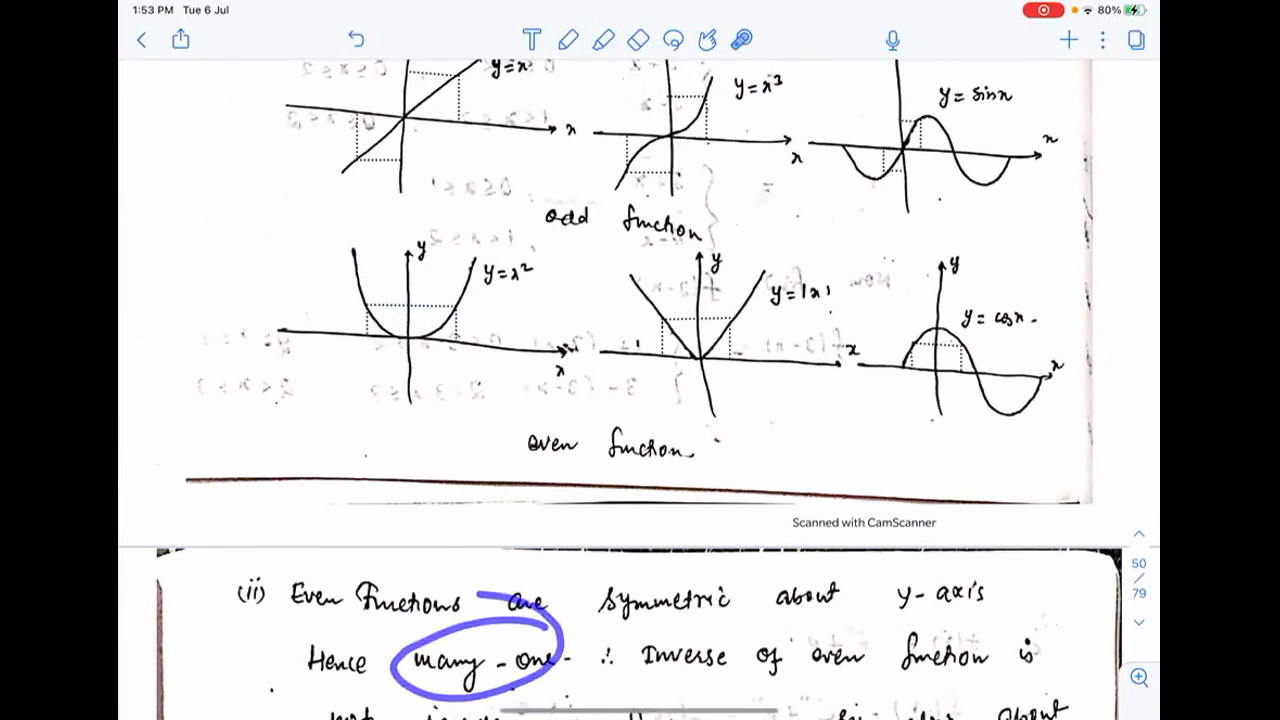 1:53 PM Tue 6 Jul
80%
y=x
x
y=x³
x
y = sinx
x
odd function
y
y=x²
x
y
y=|x|
x
y
y = cosx
x
even function
Scanned with CamScanner
50
/
79
(ii) Even Functions are symmetric about y-axis
Hence many-one. ∴ Inverse of even function is
about